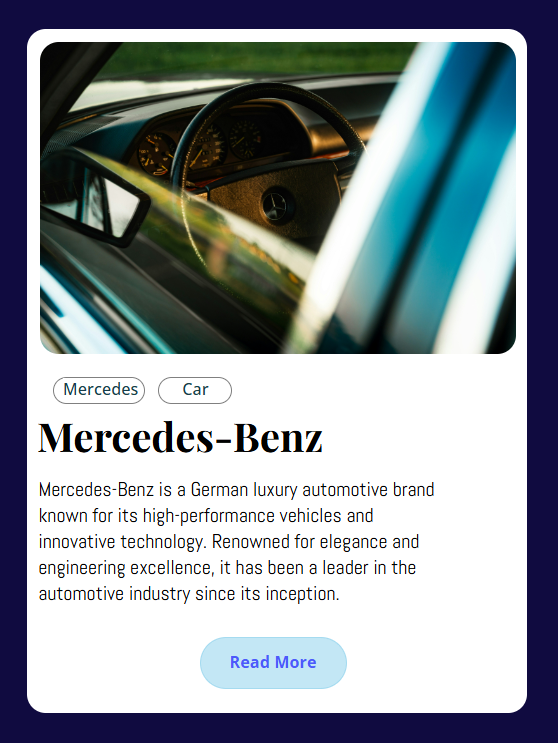 Mercedes Car
Mercedes-Benz
Mercedes-Benz is a German luxury automotive brand
known for its high-performance vehicles and
innovative technology. Renowned for elegance and
engineering excellence, it has been a leader in the
automotive industry since its inception.
Read More